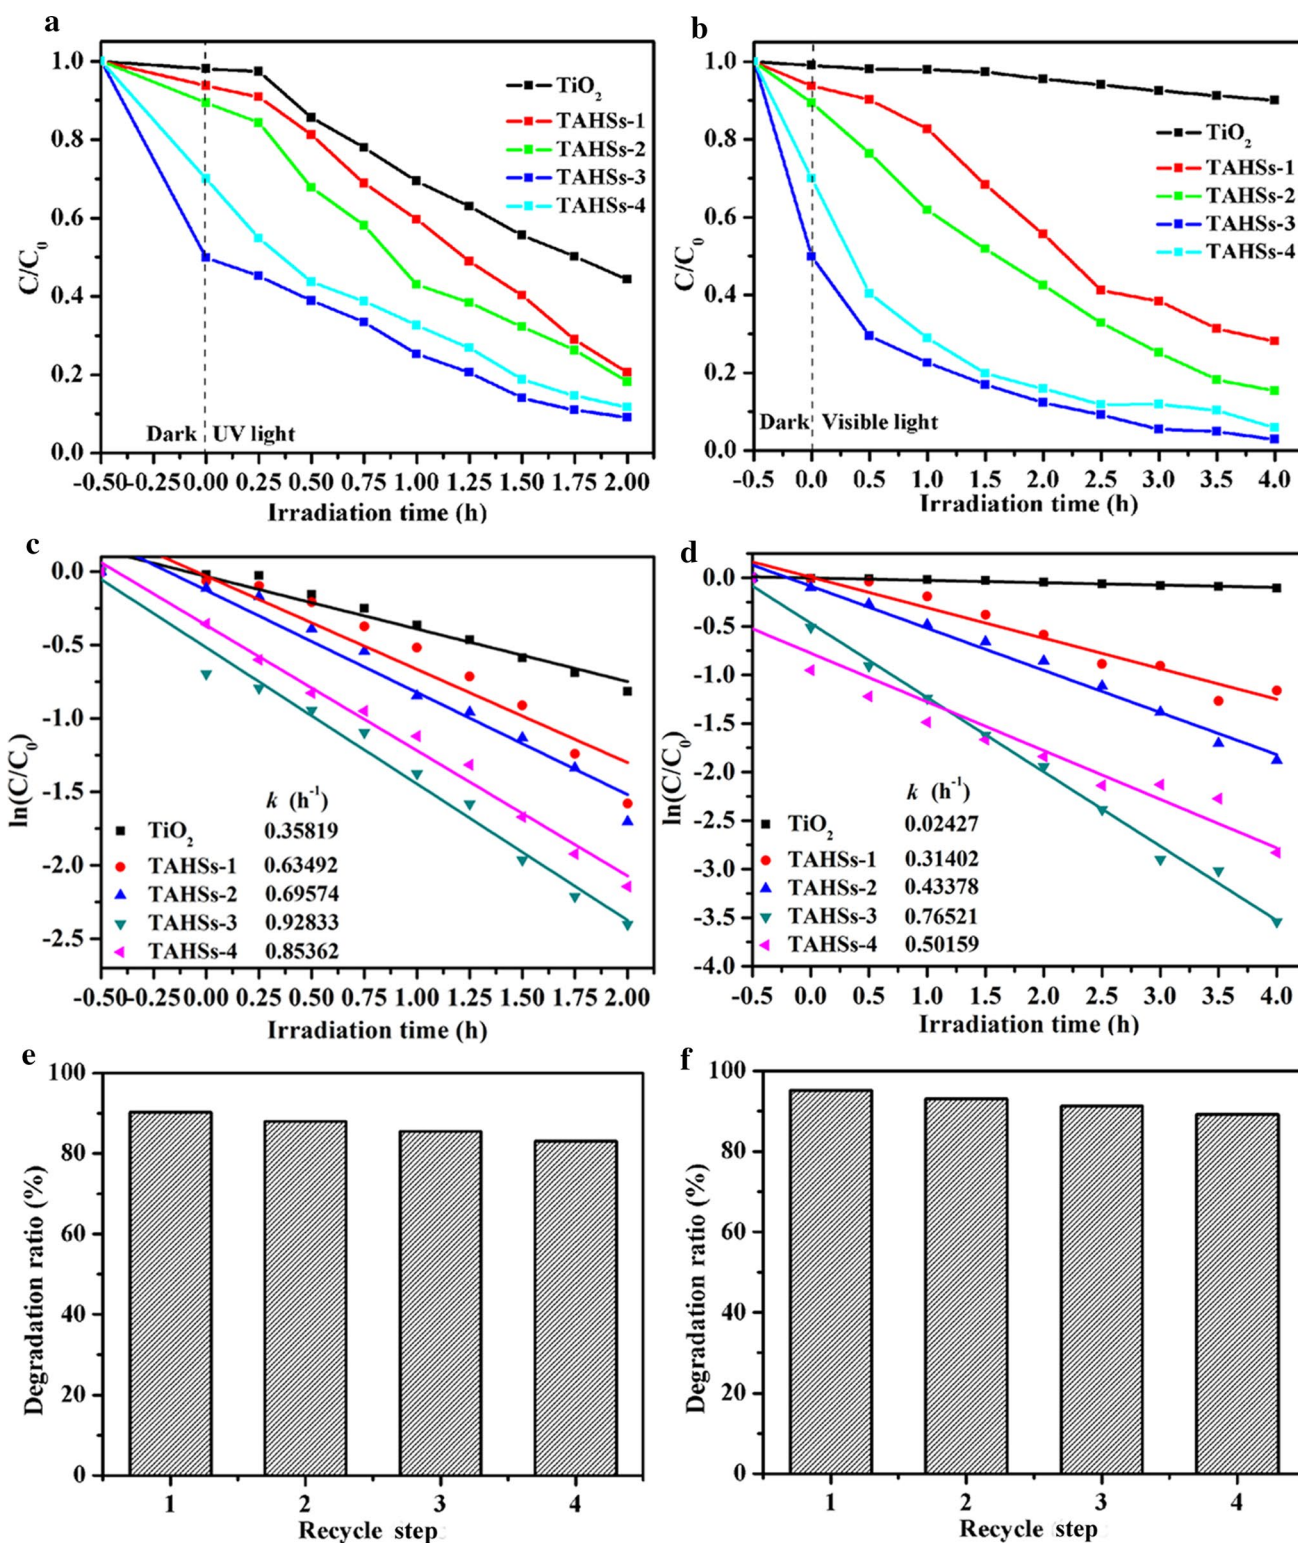 a
1.0
0.8
0.6
0.4
0.2
0.0
C/C0
TiO2
TAHSs-1
TAHSs-2
TAHSs-3
TAHSs-4
Dark UV light
-0.50 -0.25 0.00 0.25 0.50 0.75 1.00 1.25 1.50 1.75 2.00
Irradiation time (h)
b
1.0
0.8
0.6
0.4
0.2
0.0
C/C0
TiO2
TAHSs-1
TAHSs-2
TAHSs-3
TAHSs-4
Dark Visible light
-0.5 0.0 0.5 1.0 1.5 2.0 2.5 3.0 3.5 4.0
Irradiation time (h)
c
0.0
-0.5
-1.0
-1.5
-2.0
-2.5
ln(C/C0)
k (h-1)
TiO2 0.35819
TAHSs-1 0.63492
TAHSs-2 0.69574
TAHSs-3 0.92833
TAHSs-4 0.85362
-0.50 -0.25 0.00 0.25 0.50 0.75 1.00 1.25 1.50 1.75 2.00
Irradiation time (h)
d
0.0
-0.5
-1.0
-1.5
-2.0
-2.5
-3.0
-3.5
-4.0
ln(C/C0)
k (h-1)
TiO2 0.02427
TAHSs-1 0.31402
TAHSs-2 0.43378
TAHSs-3 0.76521
TAHSs-4 0.50159
-0.5 0.0 0.5 1.0 1.5 2.0 2.5 3.0 3.5 4.0
Irradiation time (h)
e
100
80
60
40
20
0
Degradation ratio (%)
1 2 3 4
Recycle step
f
100
80
60
40
20
0
Degradation ratio (%)
1 2 3 4
Recycle step